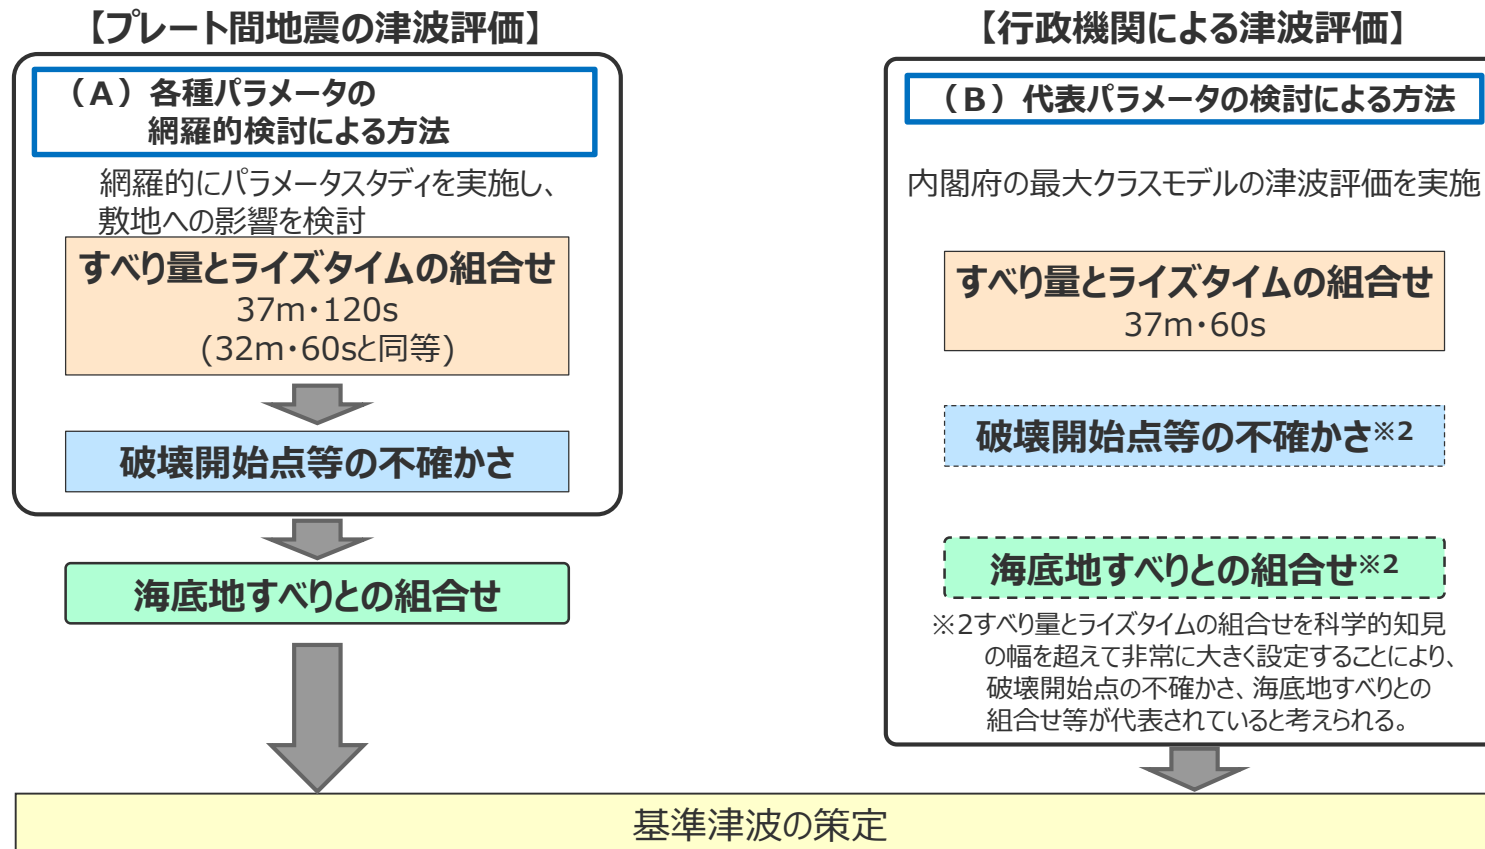 【プレート間地震の津波評価】
（A）各種パラメータの
網羅的検討による方法
網羅的にパラメータスタディを実施し、
敷地への影響を検討
すべり量とライズタイムの組合せ
37m・120s
(32m・60sと同等)
破壊開始点等の不確かさ
海底地すべりとの組合せ
【行政機関による津波評価】
（B）代表パラメータの検討による方法
内閣府の最大クラスモデルの津波評価を実施
すべり量とライズタイムの組合せ
37m・60s
破壊開始点等の不確かさ※2
海底地すべりとの組合せ※2
※2すべり量とライズタイムの組合せを科学的知見
の幅を超えて非常に大きく設定することにより、
破壊開始点の不確かさ、海底地すべりとの
組合せ等が代表されていると考えられる。
基準津波の策定